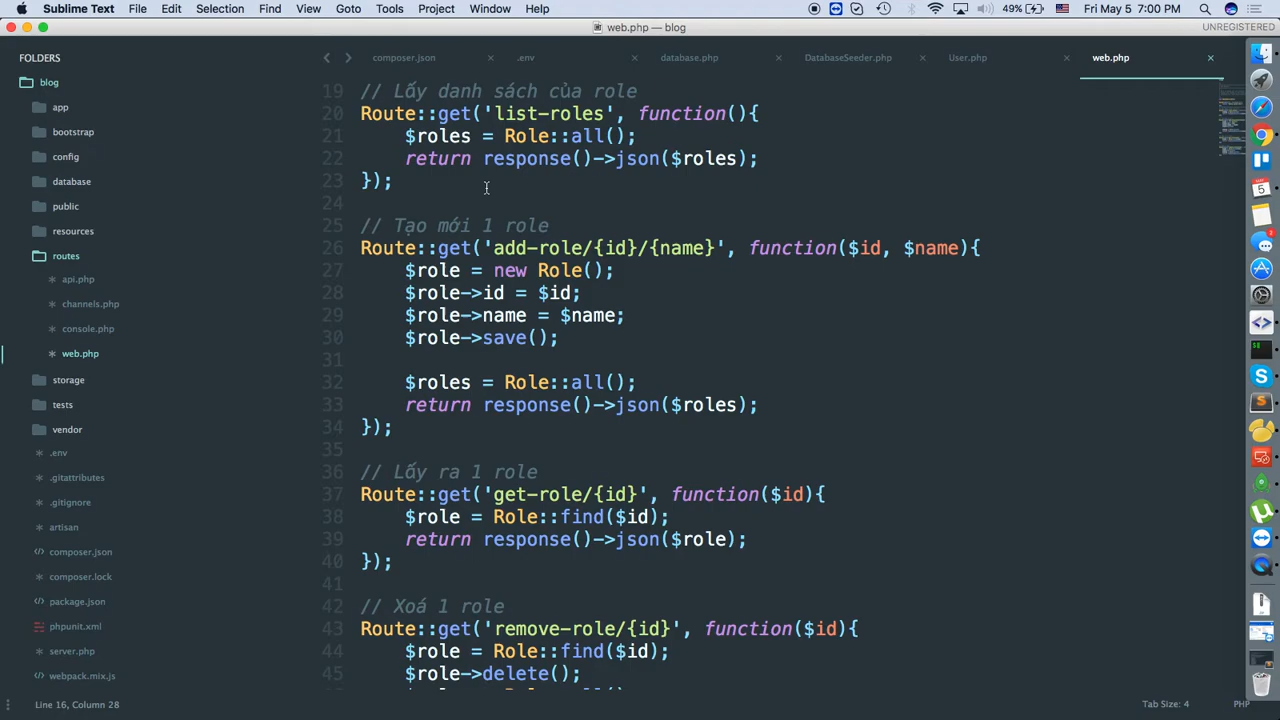 Sublime Text File Edit Selection Find View Goto Tools Project Window Help 49% Fri May 5 7:00 PM
web.php — blog UNREGISTERED
FOLDERS
blog
app
bootstrap
config
database
public
resources
routes
api.php
channels.php
console.php
web.php
storage
tests
vendor
.env
.gitattributes
.gitignore
artisan
composer.json
composer.lock
package.json
phpunit.xml
server.php
webpack.mix.js
composer.json .env database.php DatabaseSeeder.php User.php web.php
19 // Lấy danh sách của role
20 Route::get('list-roles', function(){
21 $roles = Role::all();
22 return response()->json($roles);
23 });
24
25 // Tạo mới 1 role
26 Route::get('add-role/{id}/{name}', function($id, $name){
27 $role = new Role();
28 $role->id = $id;
29 $role->name = $name;
30 $role->save();
31
32 $roles = Role::all();
33 return response()->json($roles);
34 });
35
36 // Lấy ra 1 role
37 Route::get('get-role/{id}', function($id){
38 $role = Role::find($id);
39 return response()->json($role);
40 });
41
42 // Xoá 1 role
43 Route::get('remove-role/{id}', function($id){
44 $role = Role::find($id);
45 $role->delete();
Line 16, Column 28 Tab Size: 4 PHP